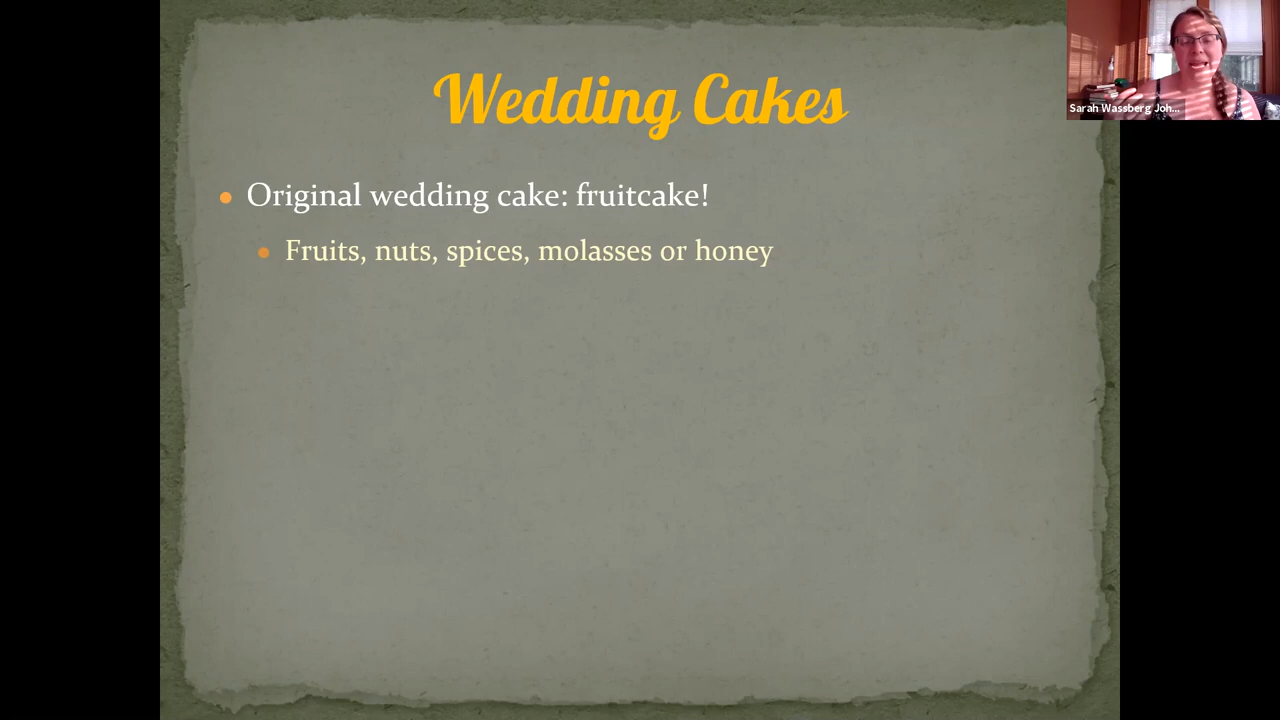 Wedding Cakes
Sarah Wassberg Joh...
Original wedding cake: fruitcake!
Fruits, nuts, spices, molasses or honey